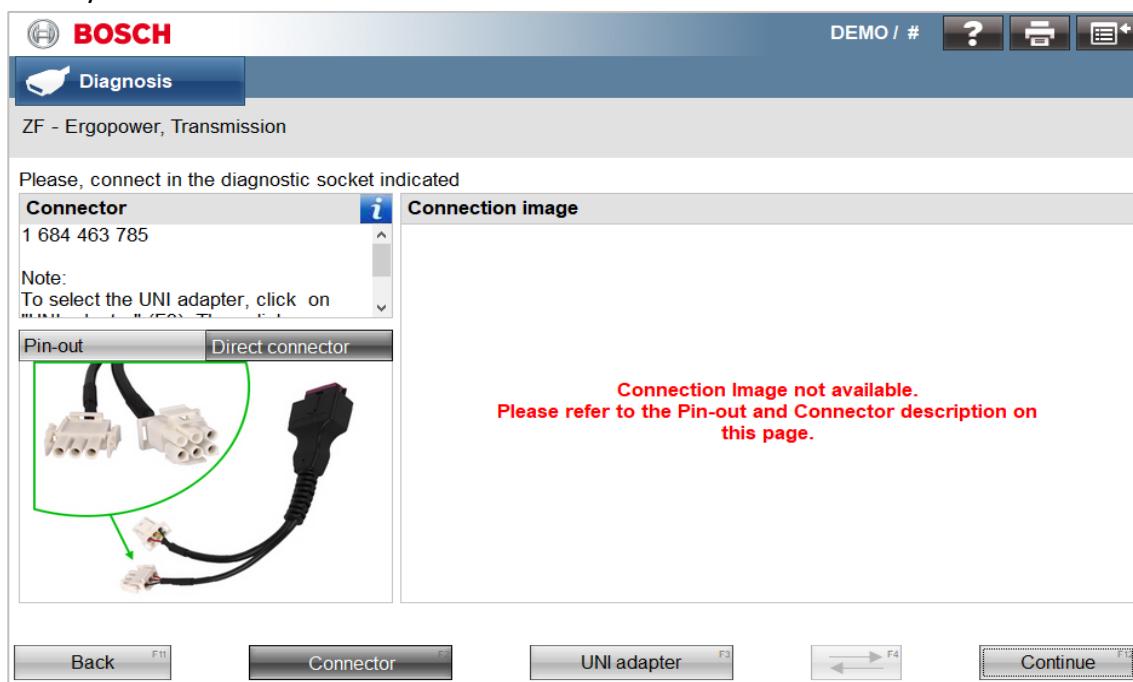 BOSCH
DEMO / #
?
Diagnosis
ZF - Ergopower, Transmission
Please, connect in the diagnostic socket indicated
Connector
i
Connection image
1 684 463 785
Note:
To select the UNI adapter, click on
Pin-out
Direct connector
Connection Image not available.
Please refer to the Pin-out and Connector description on
this page.
Back F11
Connector F2
UNI adapter F3
F4
Continue F12